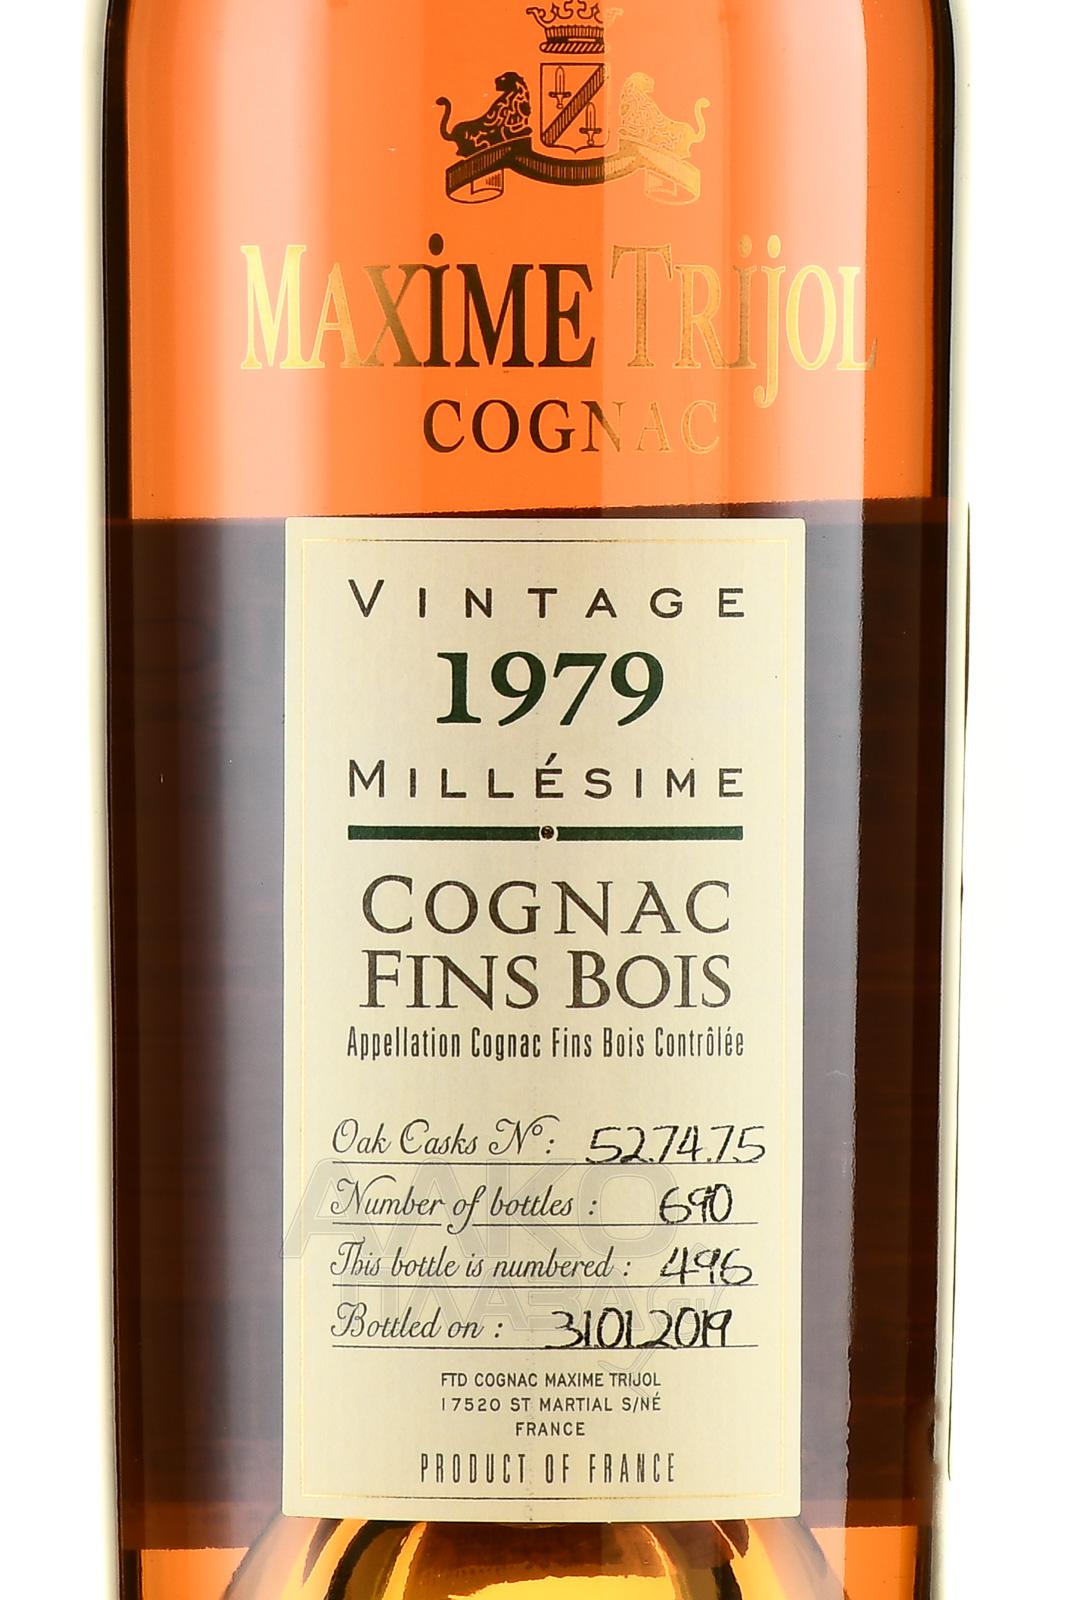 MAXIME TRIJOL
COGNAC
VINTAGE
1979
MILLÉSIME
COGNAC
FINS BOIS
Appellation Cognac Fins Bois Contrôlée
Oak Casks Nº: 52.74.75
Number of bottles : 690
This bottle is numbered : 496
Bottled on : 31.01.2019
FTD COGNAC MAXIME TRIJOL
17520 ST MARTIAL S/NÉ
FRANCE
PRODUCT OF FRANCE